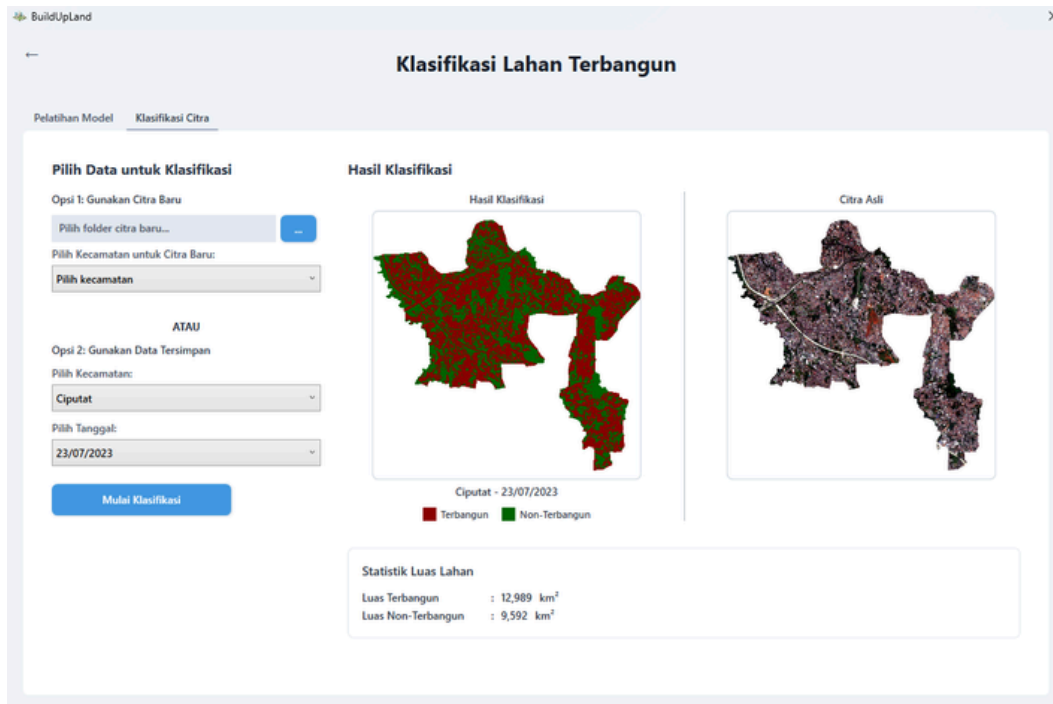 BuildUpLand
←
Klasifikasi Lahan Terbangun
Pelatihan Model Klasifikasi Citra
Pilih Data untuk Klasifikasi
Opsi 1: Gunakan Citra Baru
Pilih folder citra baru...
...
Pilih Kecamatan untuk Citra Baru:
Pilih kecamatan
ATAU
Opsi 2: Gunakan Data Tersimpan
Pilih Kecamatan:
Ciputat
Pilih Tanggal:
23/07/2023
Mulai Klasifikasi
Hasil Klasifikasi
Hasil Klasifikasi
Ciputat - 23/07/2023
Terbangun Non-Terbangun
Citra Asli
Statistik Luas Lahan
Luas Terbangun : 12,989 km²
Luas Non-Terbangun : 9,592 km²